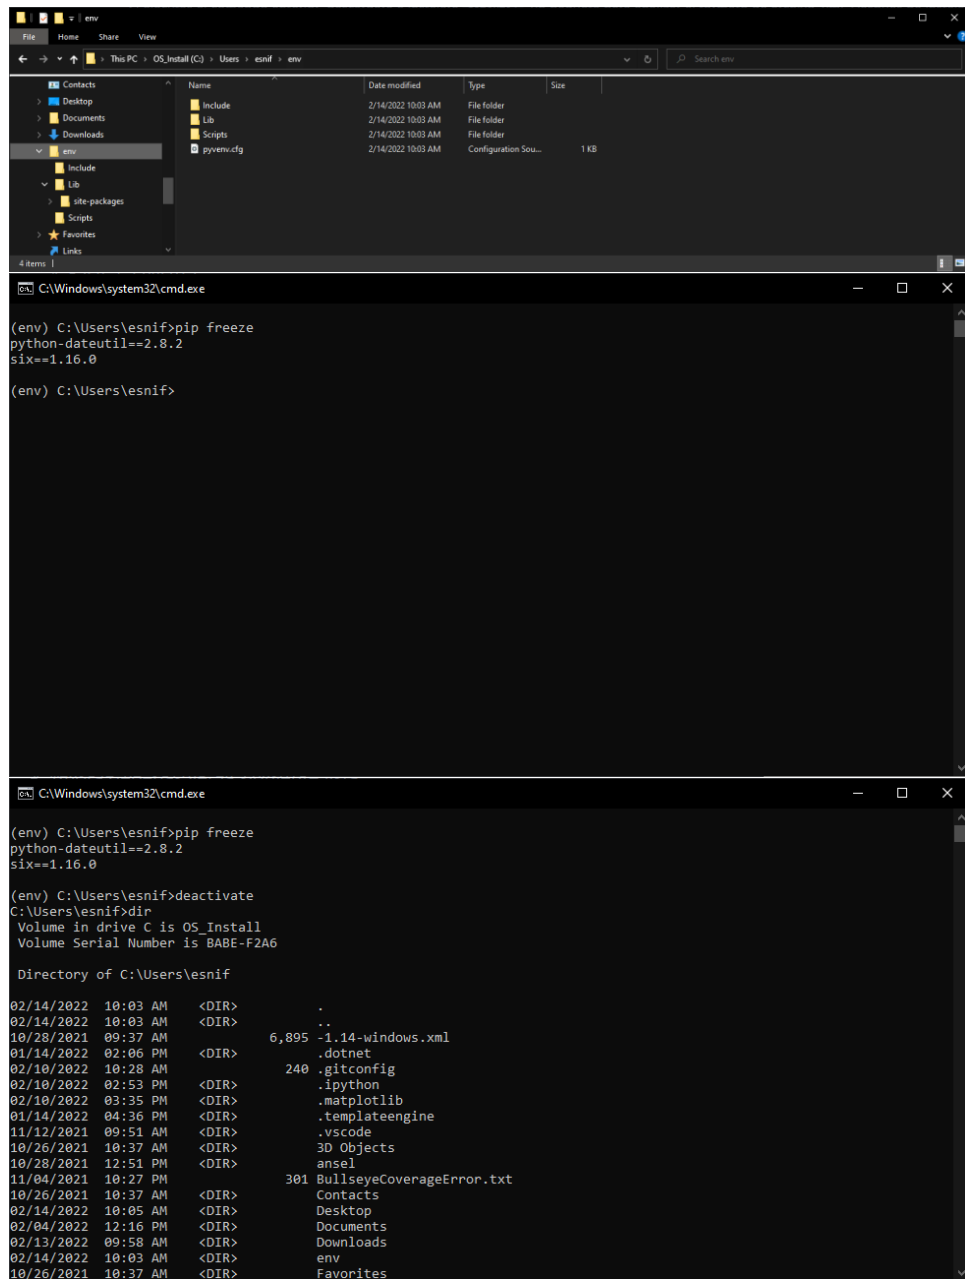 env
File Home Share View
This PC > OS_Install (C:) > Users > esnif > env
Search env
Contacts
Desktop
Documents
Downloads
env
Include
Lib
site-packages
Scripts
Favorites
Links
Name Date modified Type Size
Include 2/14/2022 10:03 AM File folder
Lib 2/14/2022 10:03 AM File folder
Scripts 2/14/2022 10:03 AM File folder
pyvenv.cfg 2/14/2022 10:03 AM Configuration Sou... 1 KB
4 items
C:\Windows\system32\cmd.exe
(env) C:\Users\esnif>pip freeze
python-dateutil==2.8.2
six==1.16.0
(env) C:\Users\esnif>
C:\Windows\system32\cmd.exe
(env) C:\Users\esnif>pip freeze
python-dateutil==2.8.2
six==1.16.0
(env) C:\Users\esnif>deactivate
C:\Users\esnif>dir
Volume in drive C is OS_Install
Volume Serial Number is BABE-F2A6
Directory of C:\Users\esnif
02/14/2022 10:03 AM <DIR> .
02/14/2022 10:03 AM <DIR> ..
10/28/2021 09:37 AM 6,895 -1.14-windows.xml
01/14/2022 02:06 PM <DIR> .dotnet
02/10/2022 10:28 AM 240 .gitconfig
02/10/2022 02:53 PM <DIR> .ipython
02/10/2022 03:35 PM <DIR> .matplotlib
01/14/2022 04:36 PM <DIR> .templateengine
11/12/2021 09:51 AM <DIR> .vscode
10/26/2021 10:37 AM <DIR> 3D Objects
10/28/2021 12:51 PM <DIR> ansel
11/04/2021 10:27 PM 301 BullseyeCoverageError.txt
10/26/2021 10:37 AM <DIR> Contacts
02/14/2022 10:05 AM <DIR> Desktop
02/04/2022 12:16 PM <DIR> Documents
02/13/2022 09:58 AM <DIR> Downloads
02/14/2022 10:03 AM <DIR> env
10/26/2021 10:37 AM <DIR> Favorites